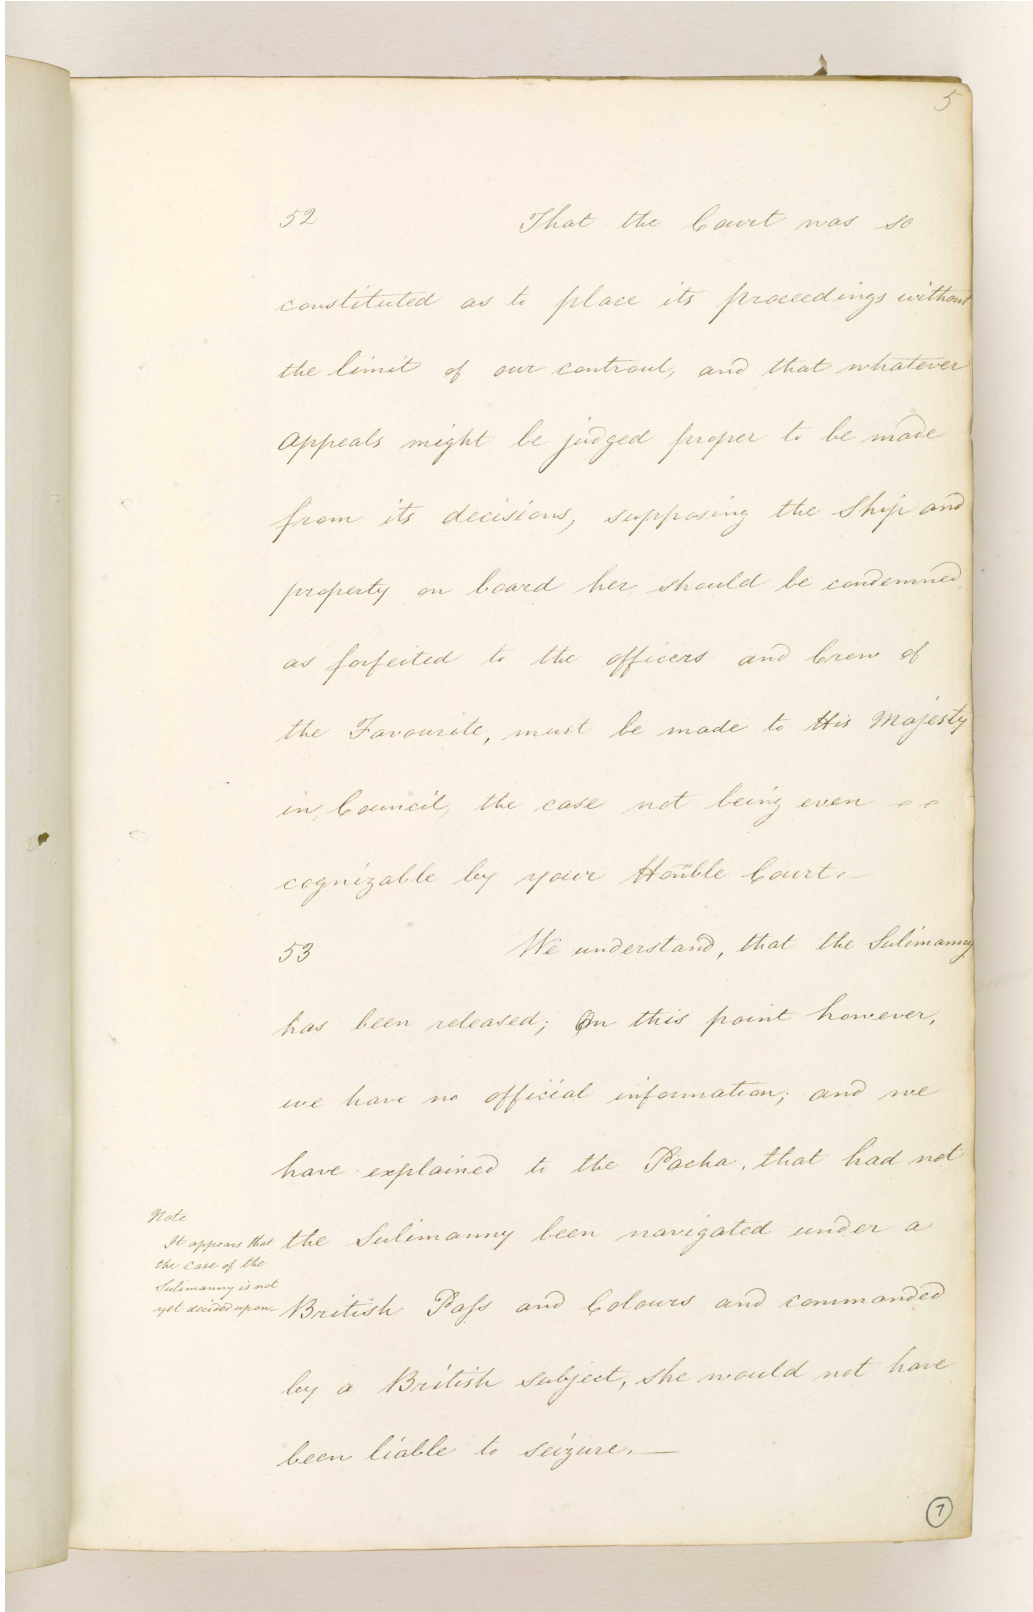 5
52 That the Court was so
constituted as to place its proceedings without
the limit of our controul, and that whatever
Appeals might be judged proper to be made
from its decisions, supposing the Ship and
property on board her should be condemned
as forfeited to the officers and Crew of
the Favourite, must be made to His Majesty
in Council, the case not being even
cognizable by your Honble Court.—
53 We understand, that the Sulimanny
has been released; On this point however,
we have no official information; and we
have explained to the Pacha, that had not
the Sulimanny been navigated under a
British Pass and Colours and commanded
by a British subject, she would not have
been liable to seizure.—
Note
It appears that
the Case of the
Sulimanny is not
yet decided upon
7